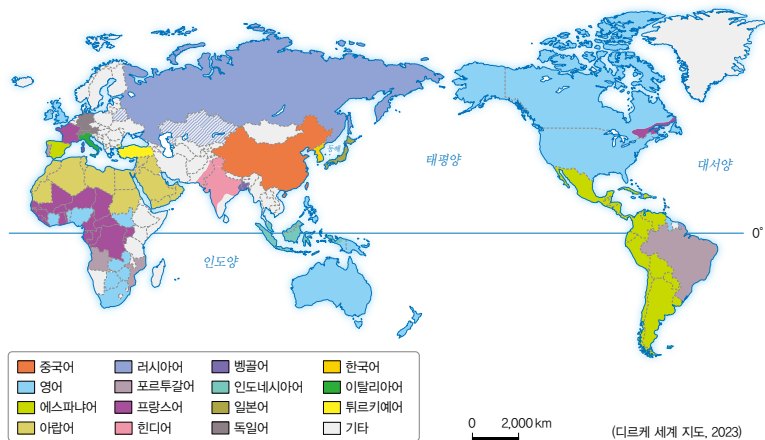 동해
태평양
대서양
0°
인도양
중국어 러시아어 벵골어 한국어
영어 포르투갈어 인도네시아어 이탈리아어
에스파냐어 프랑스어 일본어 튀르키예어
아랍어 힌디어 독일어 기타
0 2,000km
(디르케 세계 지도, 2023)